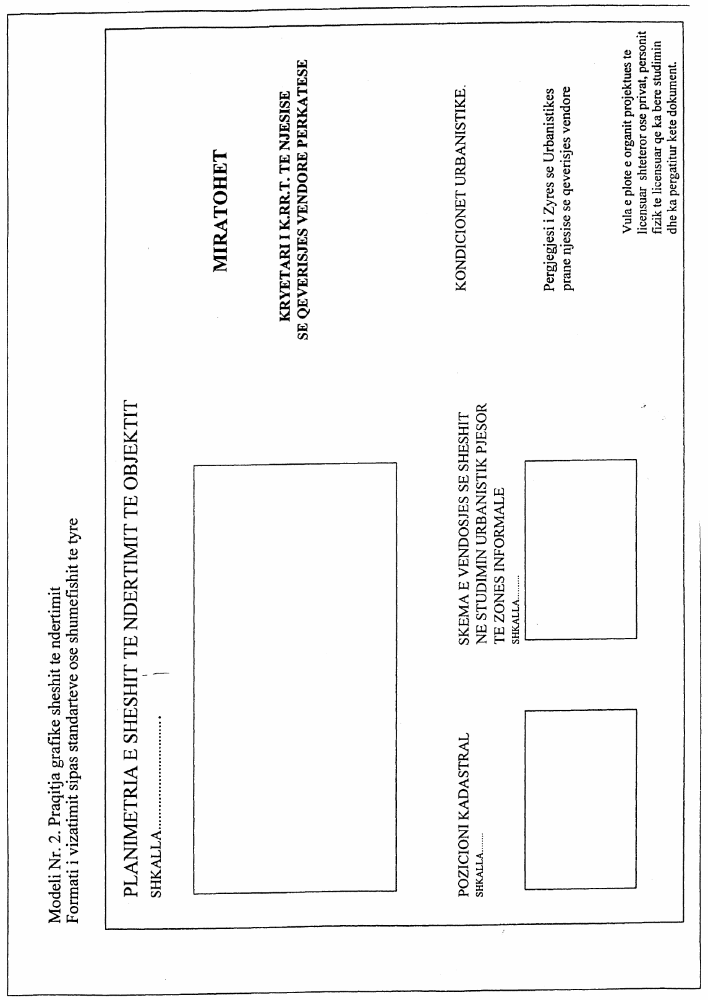 Modeli Nr. 2. Praqitja grafike sheshit te ndertimit
Formati i vizatimit sipas standarteve ose shumefishit te tyre
PLANIMETRIA E SHESHIT TE NDERTIMIT TE OBJEKTIT
SHKALLA....................................
MIRATOHET
KRYETARI I K.RR.T. TE NJESISE
SE QEVERISJES VENDORE PERKATESE
POZICIONI KADASTRAL
SHKALLA.........
SKEMA E VENDOSJES SE SHESHIT
NE STUDIMIN URBANISTIK PJESOR
TE ZONES INFORMALE
SHKALLA..........
KONDICIONET URBANISTIKE.
Pergjegjesi i Zyres se Urbanistikes
prane njesise se qeverisjes vendore
Vula e plote e organit projektues te
licensuar shteteror ose privat, personit
fizik te licensuar qe ka bere studimin
dhe ka pergatitur kete dokument.